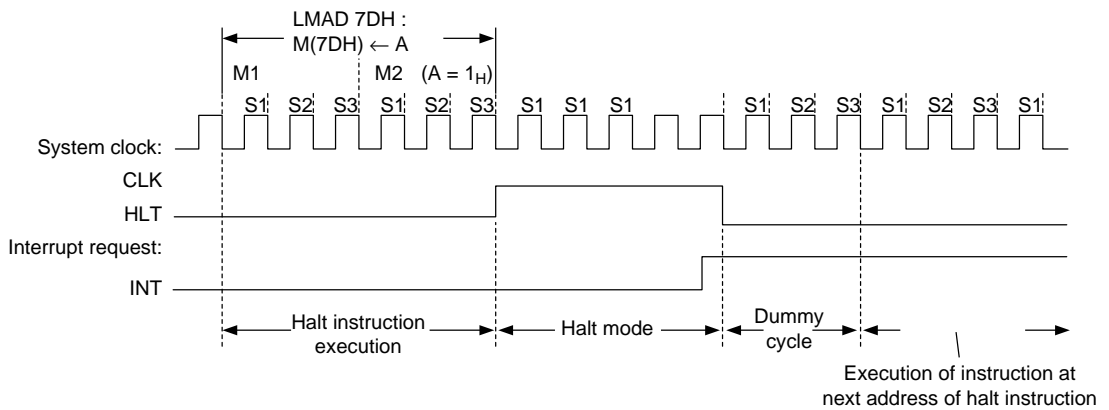 LMAD 7DH :
M(7DH) ← A
M1 M2 (A = 1H)
S1 S2 S3 S1 S2 S3 S1 S1 S1 S1 S2 S3 S1 S2 S3 S1
System clock:
CLK
HLT
Interrupt request:
INT
Halt instruction
execution
Halt mode
Dummy
cycle
Execution of instruction at
next address of halt instruction